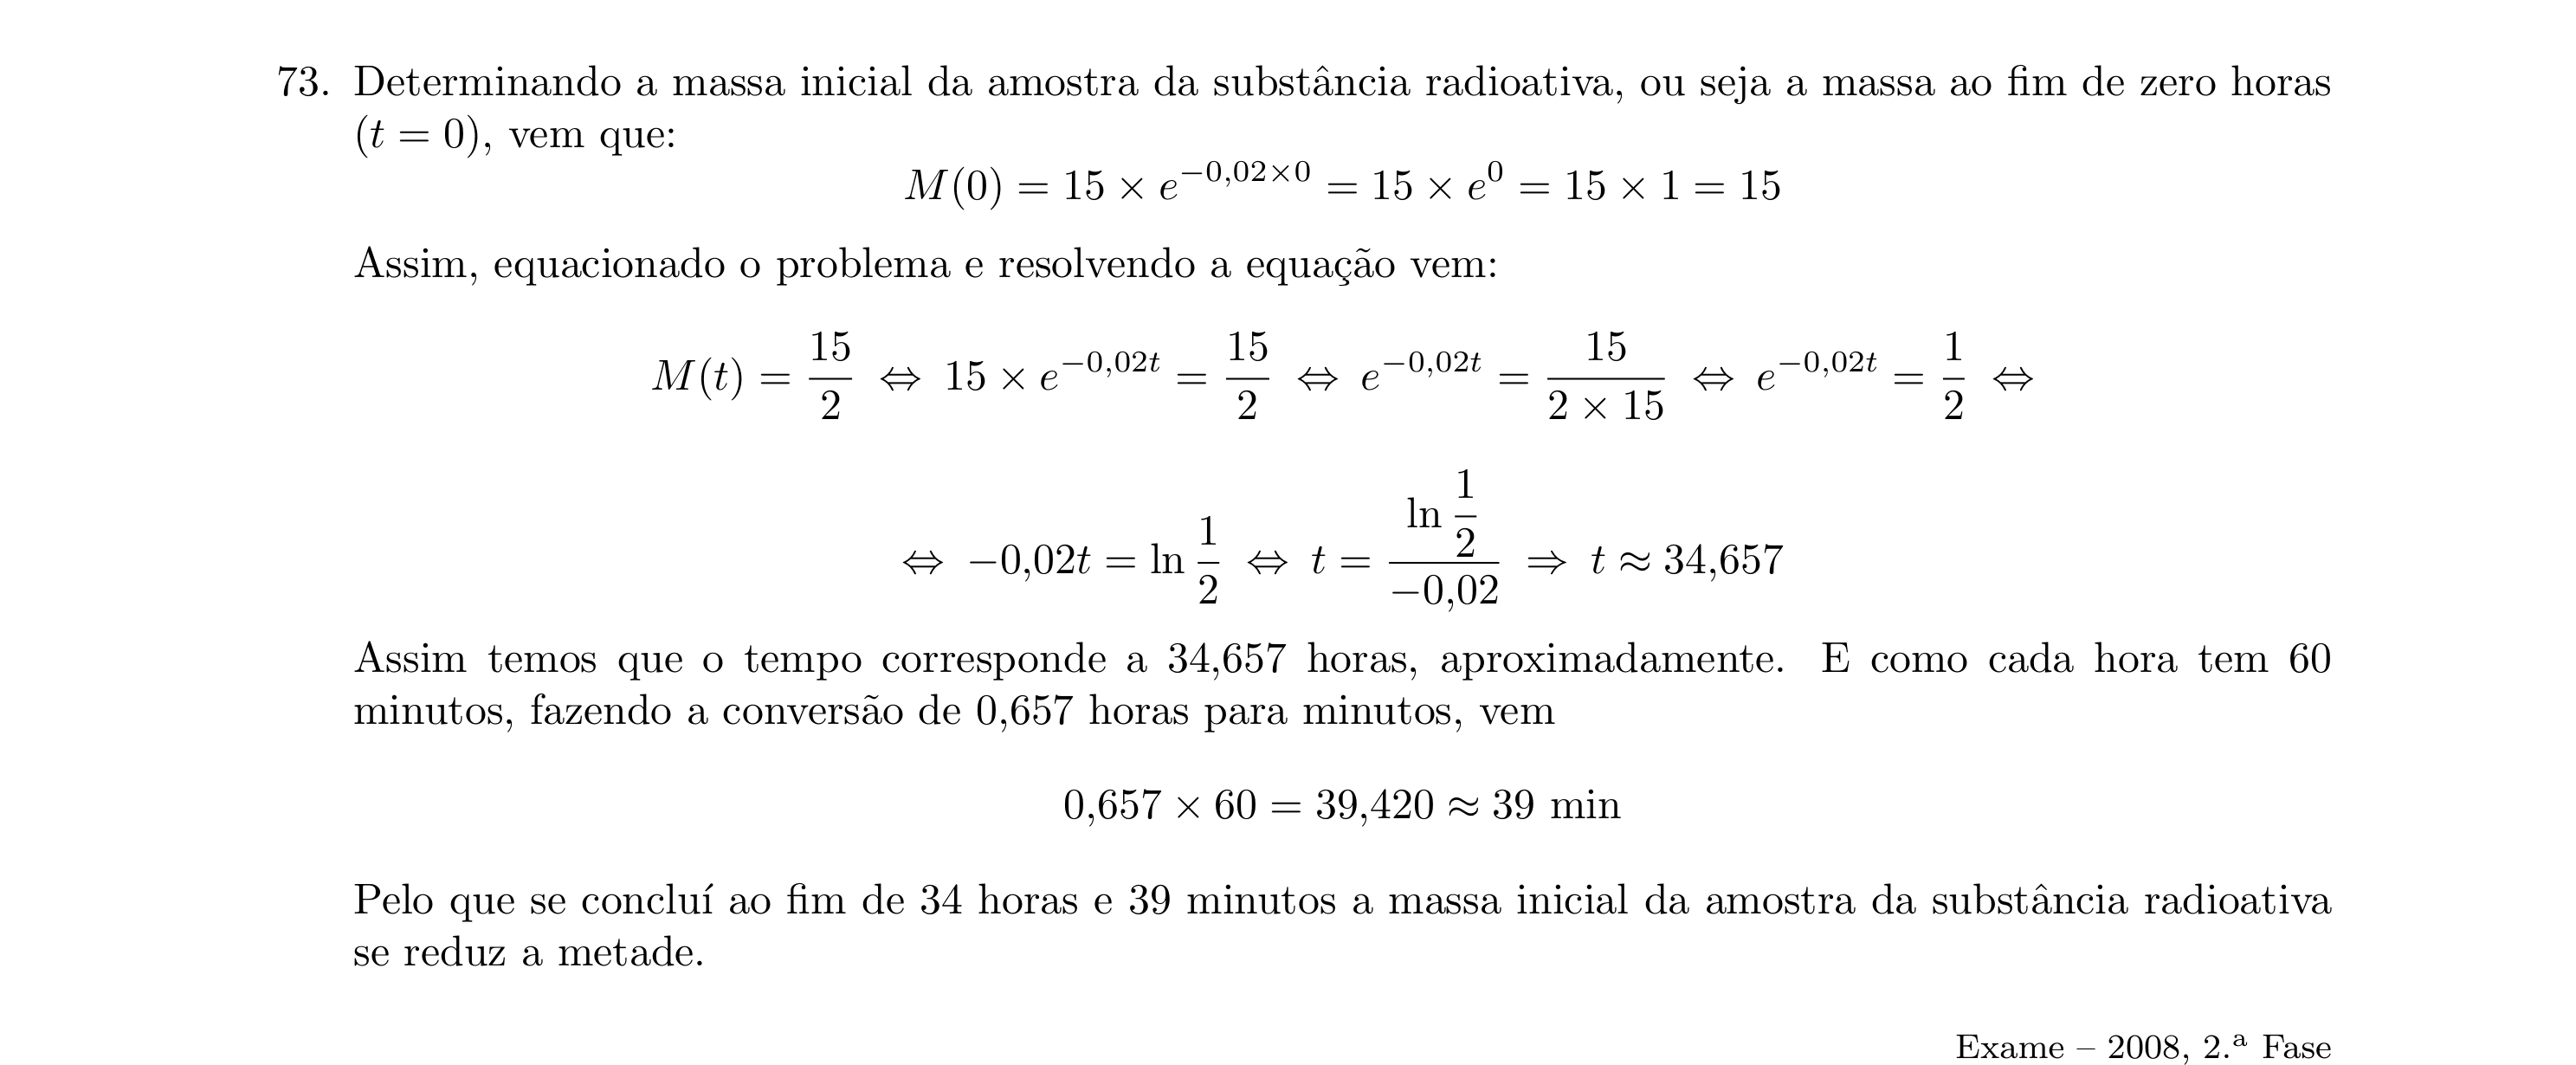 73. Determinando a massa inicial da amostra da substância radioativa, ou seja a massa ao fim de zero horas
(t = 0), vem que:
M(0) = 15 × e^{−0,02×0} = 15 × e^0 = 15 × 1 = 15
Assim, equacionado o problema e resolvendo a equação vem:
M(t) = 15/2 ⇔ 15 × e^{−0,02t} = 15/2 ⇔ e^{−0,02t} = 15/(2 × 15) ⇔ e^{−0,02t} = 1/2 ⇔
⇔ −0,02t = ln 1/2 ⇔ t = (ln 1/2)/(−0,02) ⇒ t ≈ 34,657
Assim temos que o tempo corresponde a 34,657 horas, aproximadamente. E como cada hora tem 60
minutos, fazendo a conversão de 0,657 horas para minutos, vem
0,657 × 60 = 39,420 ≈ 39 min
Pelo que se concluí ao fim de 34 horas e 39 minutos a massa inicial da amostra da substância radioativa
se reduz a metade.
Exame – 2008, 2.ª Fase